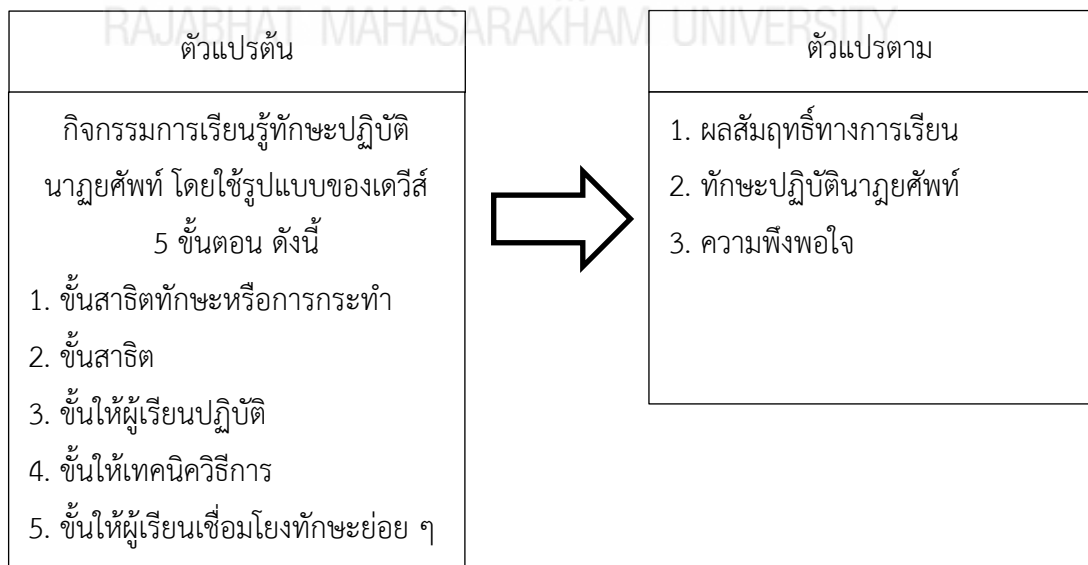 RAJABHAT MAHASARAKHAM UNIVERSITY
ตัวแปรต้น
กิจกรรมการเรียนรู้ทักษะปฏิบัติ
นาฏยศัพท์ โดยใช้รูปแบบของเดวีส์
5 ขั้นตอน ดังนี้
1. ขั้นสาธิตทักษะหรือการกระทำ
2. ขั้นสาธิต
3. ขั้นให้ผู้เรียนปฏิบัติ
4. ขั้นให้เทคนิควิธีการ
5. ขั้นให้ผู้เรียนเชื่อมโยงทักษะย่อย ๆ
ตัวแปรตาม
1. ผลสัมฤทธิ์ทางการเรียน
2. ทักษะปฏิบัตินาฏยศัพท์
3. ความพึงพอใจ